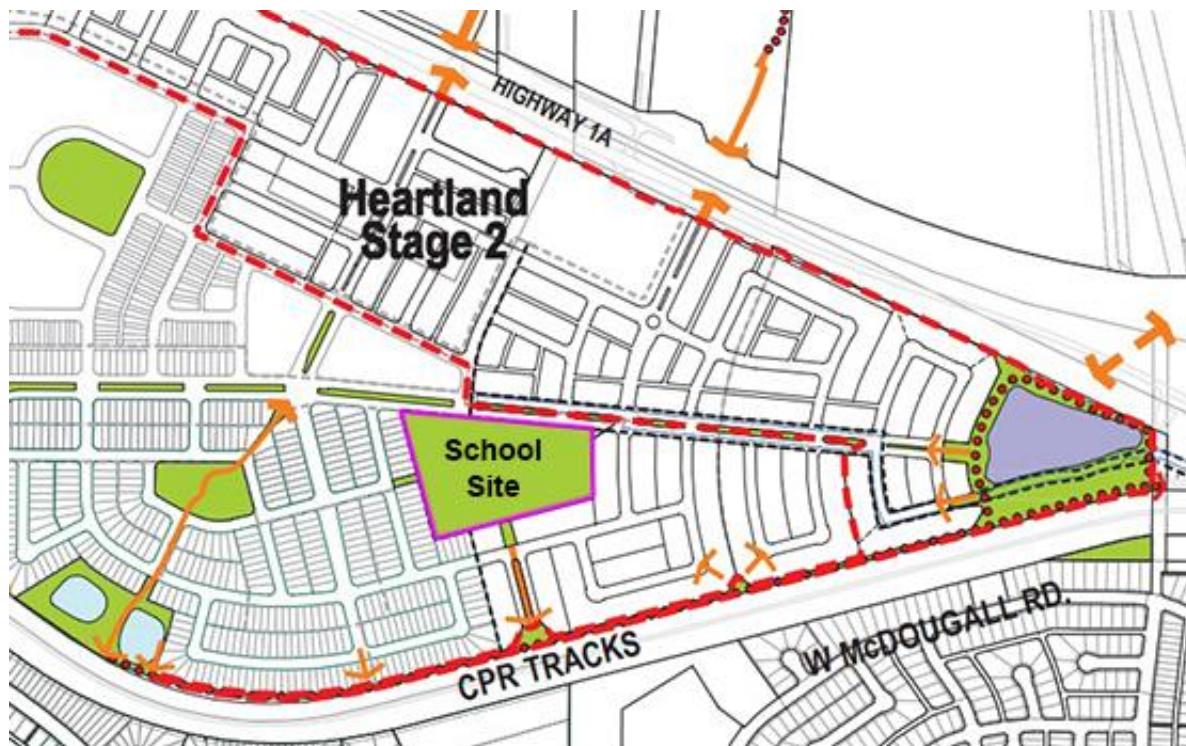 HIGHWAY 1A
Heartland
Stage 2
School
Site
W McDOUGALL RD.
CPR TRACKS